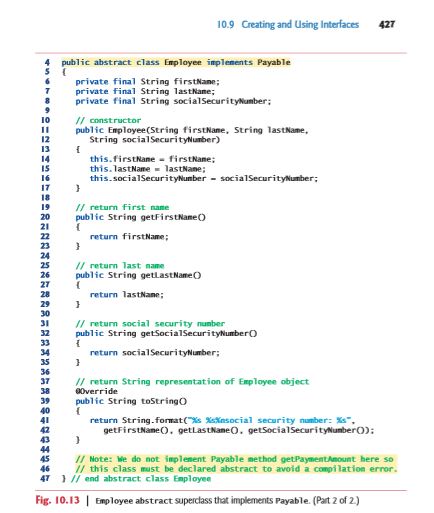 10.9 Creating and Using Interfaces 427
4 public abstract class Employee implements Payable
5 {
6 private final String firstName;
7 private final String lastName;
8 private final String socialSecurityNumber;
9
10 // constructor
11 public Employee(String firstName, String lastName,
12 String socialSecurityNumber)
13 {
14 this.firstName = firstName;
15 this.lastName = lastName;
16 this.socialSecurityNumber = socialSecurityNumber;
17 }
18
19 // return first name
20 public String getFirstName()
21 {
22 return firstName;
23 }
24
25 // return last name
26 public String getLastName()
27 {
28 return lastName;
29 }
30
31 // return social security number
32 public String getSocialSecurityNumber()
33 {
34 return socialSecurityNumber;
35 }
36
37 // return String representation of Employee object
38 @Override
39 public String toString()
40 {
41 return String.format("%s %s%nsocial security number: %s",
42 getFirstName(), getLastName(), getSocialSecurityNumber());
43 }
44
45 // Note: We do not implement Payable method getPaymentAmount here so
46 // this class must be declared abstract to avoid a compilation error.
47 } // end abstract class Employee
Fig. 10.13 | Employee abstract superclass that implements Payable. (Part 2 of 2.)